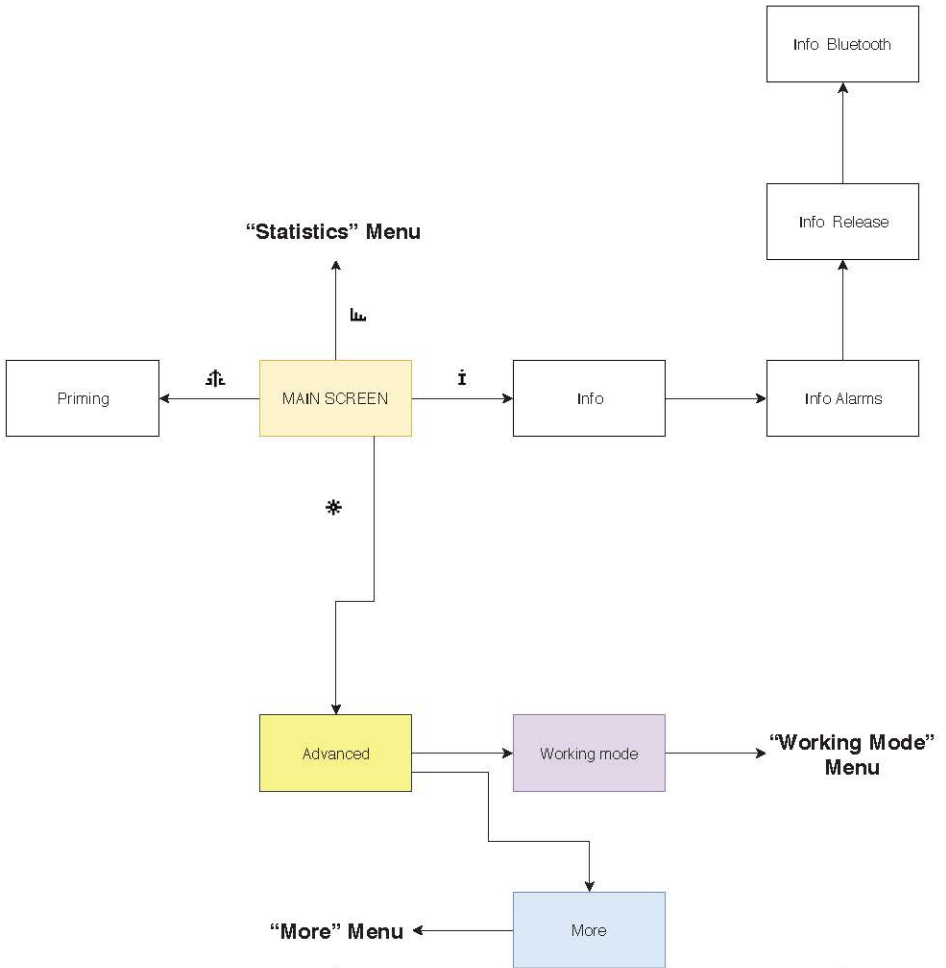 Info Bluetooth
Info Release
“Statistics” Menu
Priming
MAIN SCREEN
i
Info
Info Alarms
Advanced
Working mode
“Working Mode”
Menu
“More” Menu
More